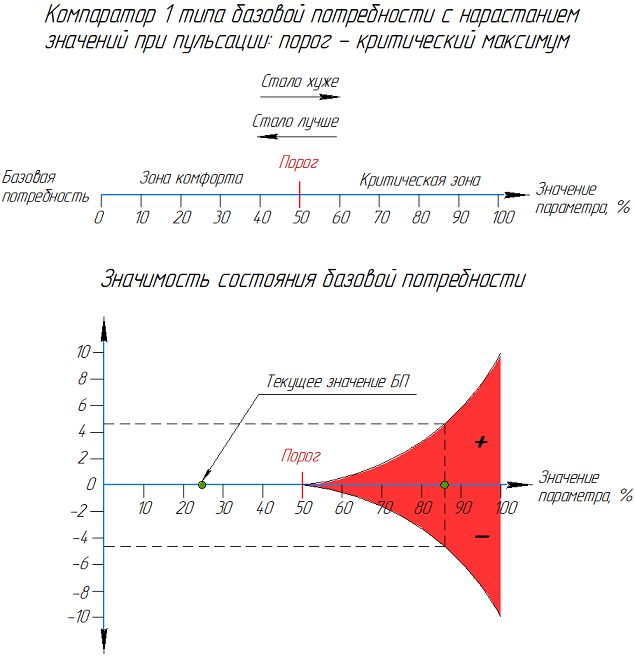 Компаратор 1 типа базовой потребности с нарастанием
значений при пульсации: порог – критический максимум
Стало хуже
Стало лучше
Порог
Базовая
потребность
Зона комфорта
Критическая зона
Значение
параметра, %
0 10 20 30 40 50 60 70 80 90 100
Значимость состояния базовой потребности
10
8
6
4
2
0
-2
-4
-6
-8
-10
Текущее значение БП
Порог
+
–
Значение
параметра, %
10 20 30 40 50 60 70 80 90 100